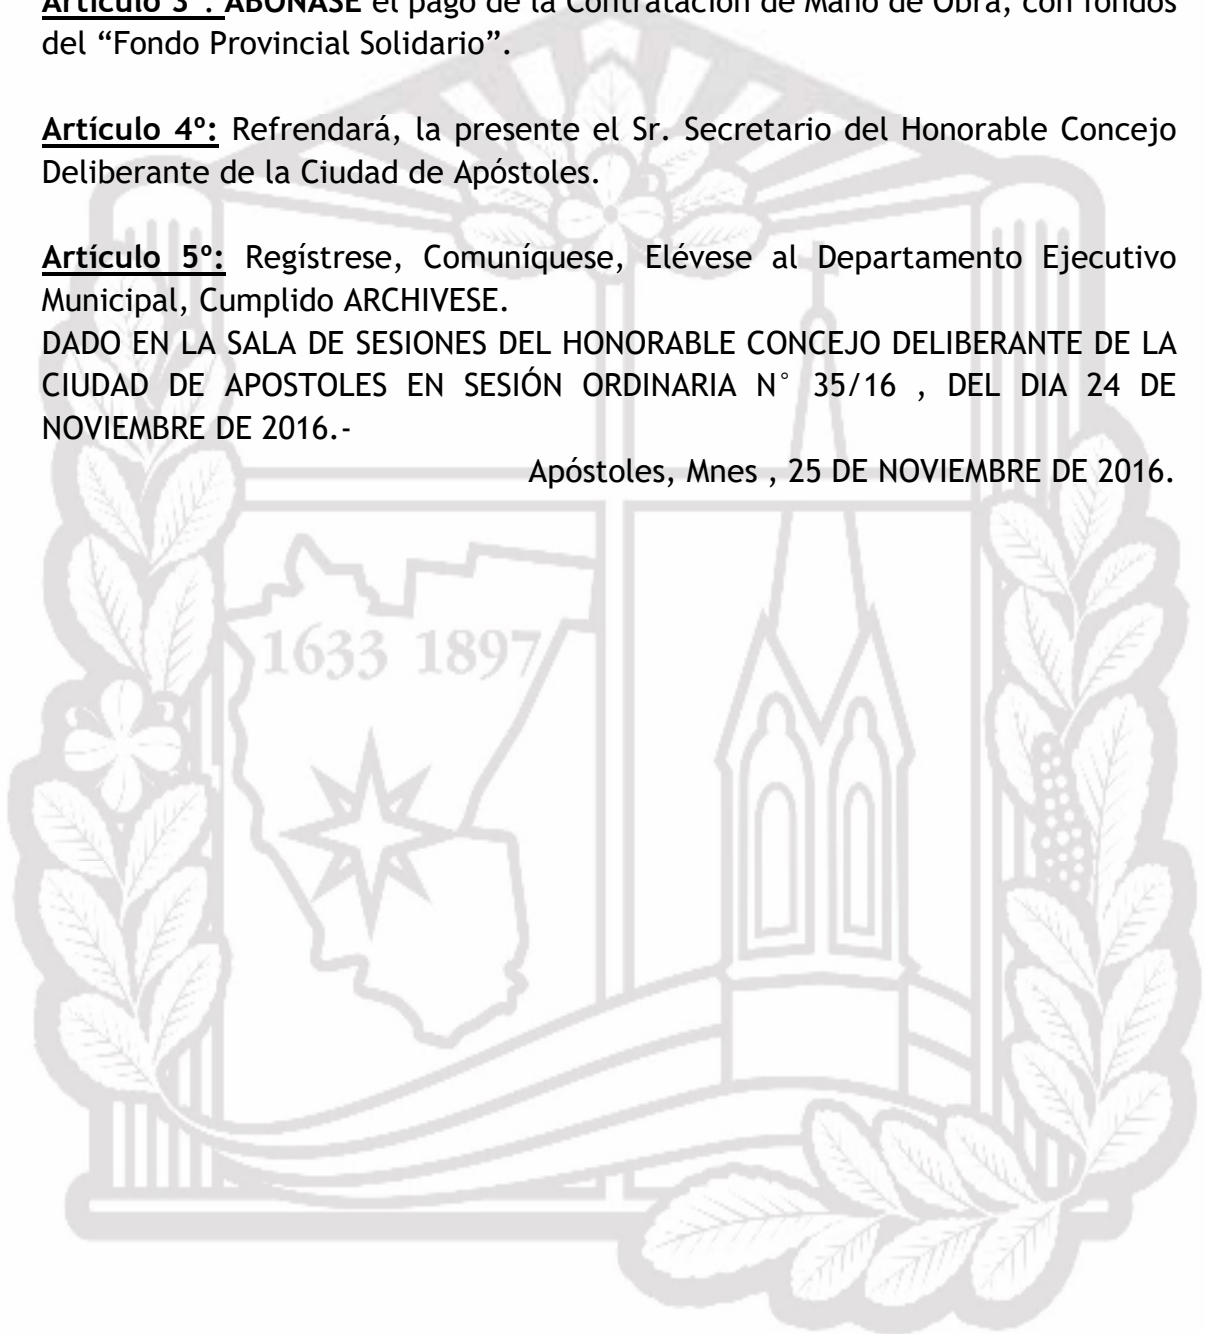 Artículo 3º: ABONASE el pago de la Contratación de Mano de Obra, con fondos
del “Fondo Provincial Solidario”.
Artículo 4º: Refrendará, la presente el Sr. Secretario del Honorable Concejo
Deliberante de la Ciudad de Apóstoles.
Artículo 5º: Regístrese, Comuníquese, Elévese al Departamento Ejecutivo
Municipal, Cumplido ARCHIVESE.
DADO EN LA SALA DE SESIONES DEL HONORABLE CONCEJO DELIBERANTE DE LA
CIUDAD DE APOSTOLES EN SESIÓN ORDINARIA N° 35/16 , DEL DIA 24 DE
NOVIEMBRE DE 2016.-
Apóstoles, Mnes , 25 DE NOVIEMBRE DE 2016.
1633 1897